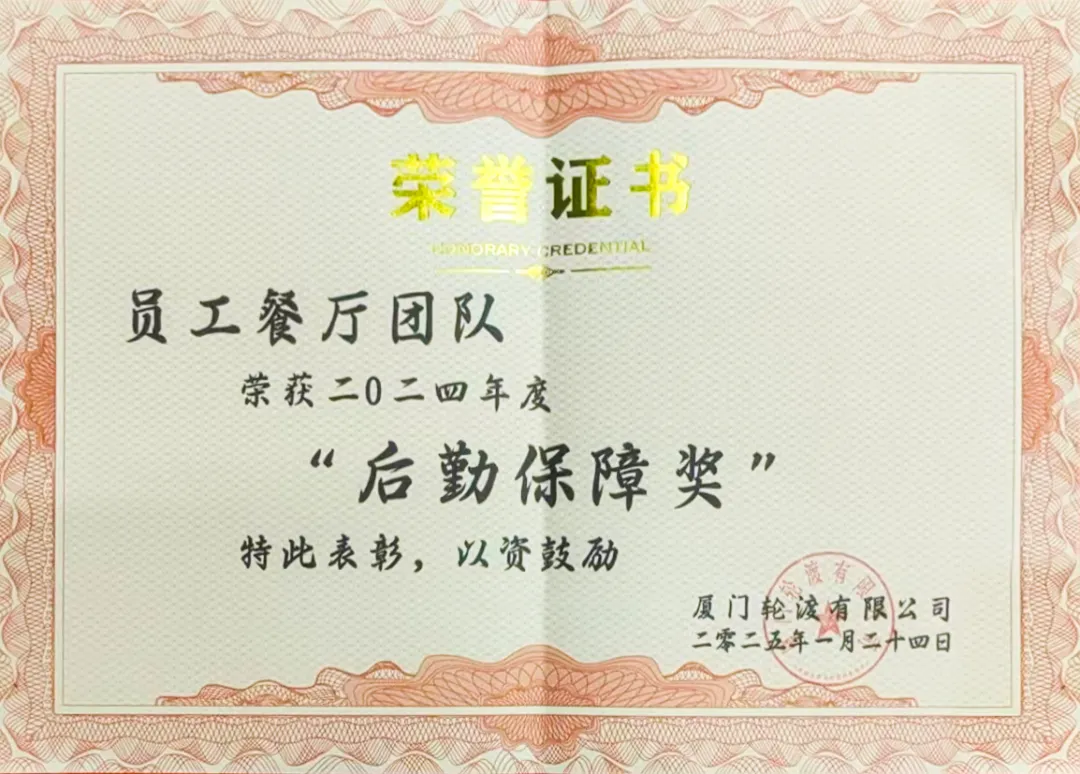 荣誉证书
HONORARY CREDENTIAL
员工餐厅团队
荣获二0二四年度
“后勤保障奖”
特此表彰，以资鼓励
厦门轮渡有限公司
二零二五年一月二十四日